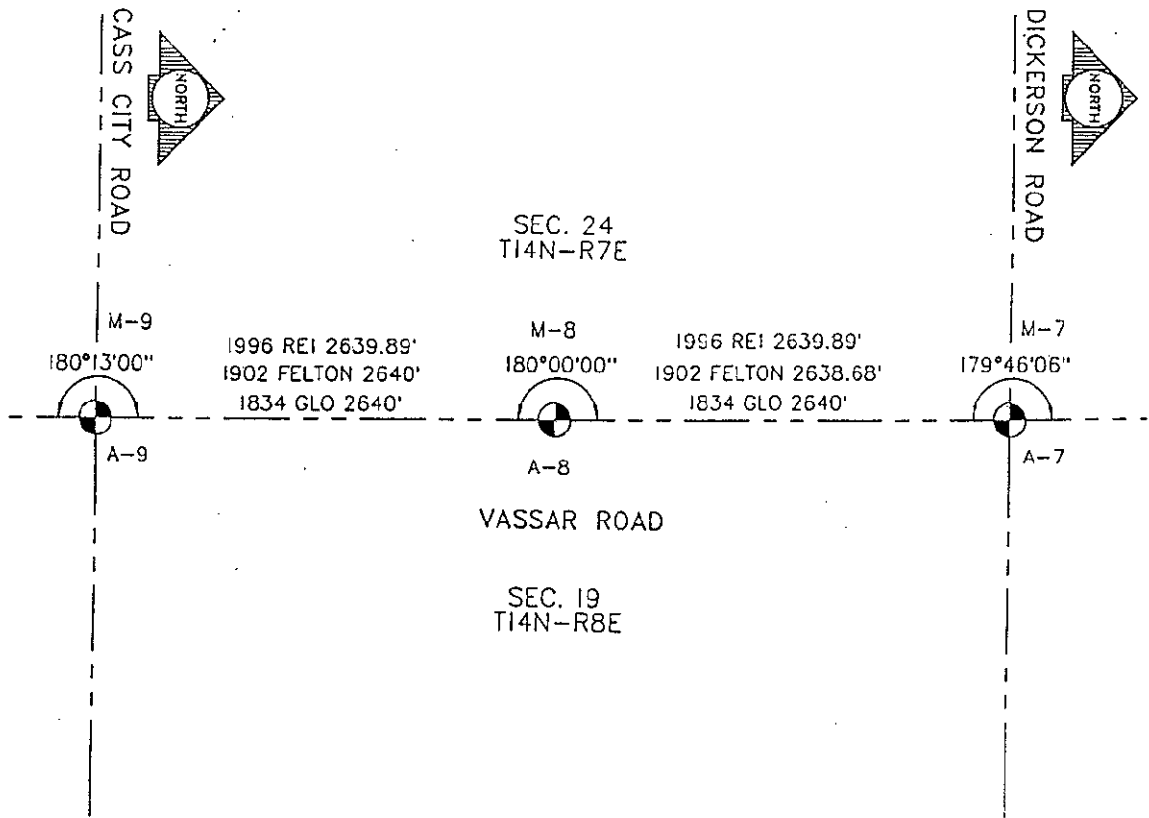 CASS CITY ROAD
NORTH
DICKERSON ROAD
NORTH
SEC. 24
T14N-R7E
M-9
180°13'00"
1996 REI 2639.89'
1902 FELTON 2640'
1834 GLO 2640'
M-8
180°00'00"
1996 REI 2639.89'
1902 FELTON 2638.68'
1834 GLO 2640'
M-7
179°46'06"
A-9
A-8
A-7
VASSAR ROAD
SEC. 19
T14N-R8E